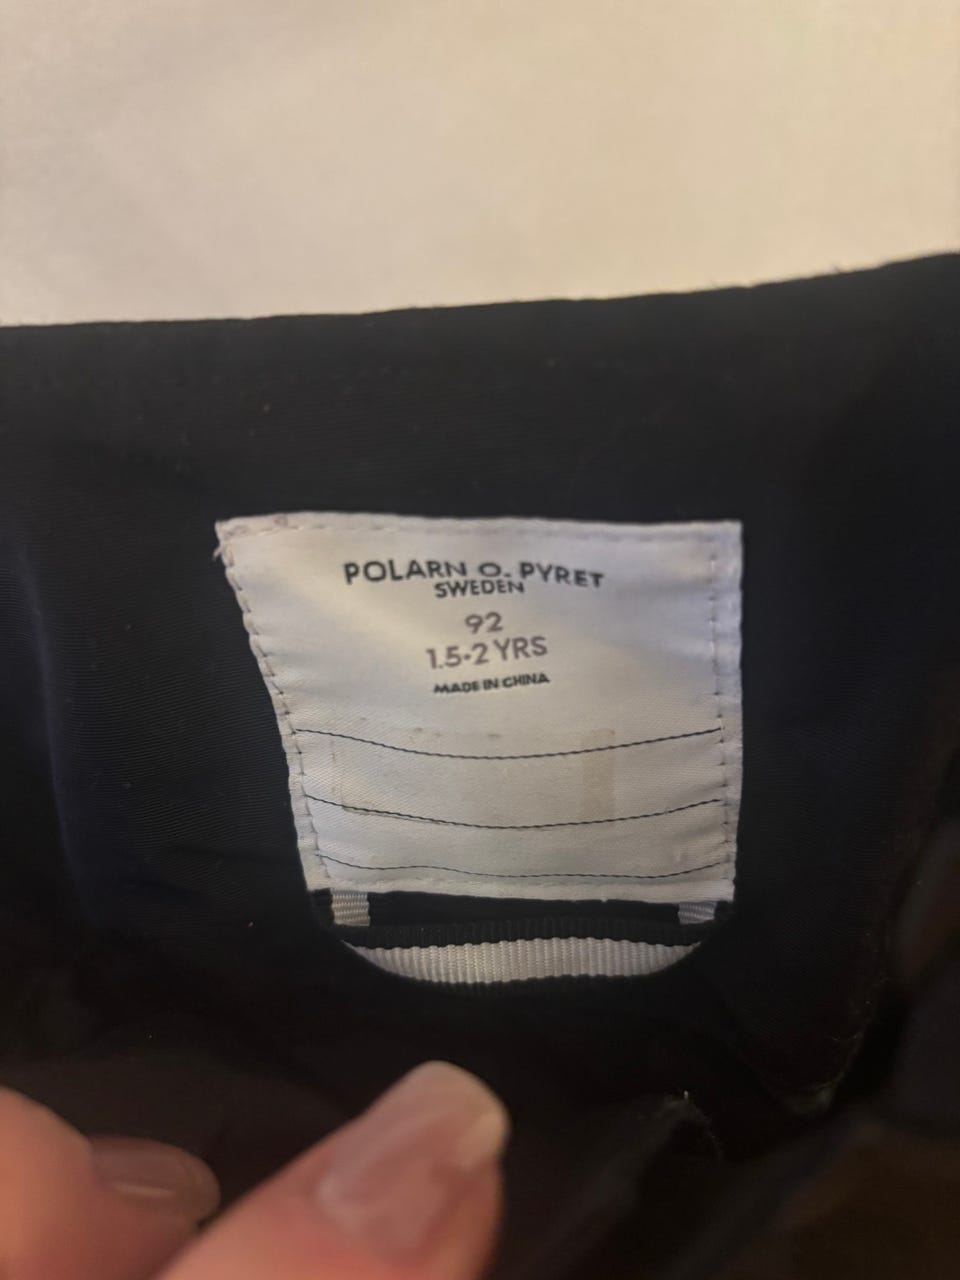 POLARN O. PYRET
SWEDEN
92
1.5-2 YRS
MADE IN CHINA